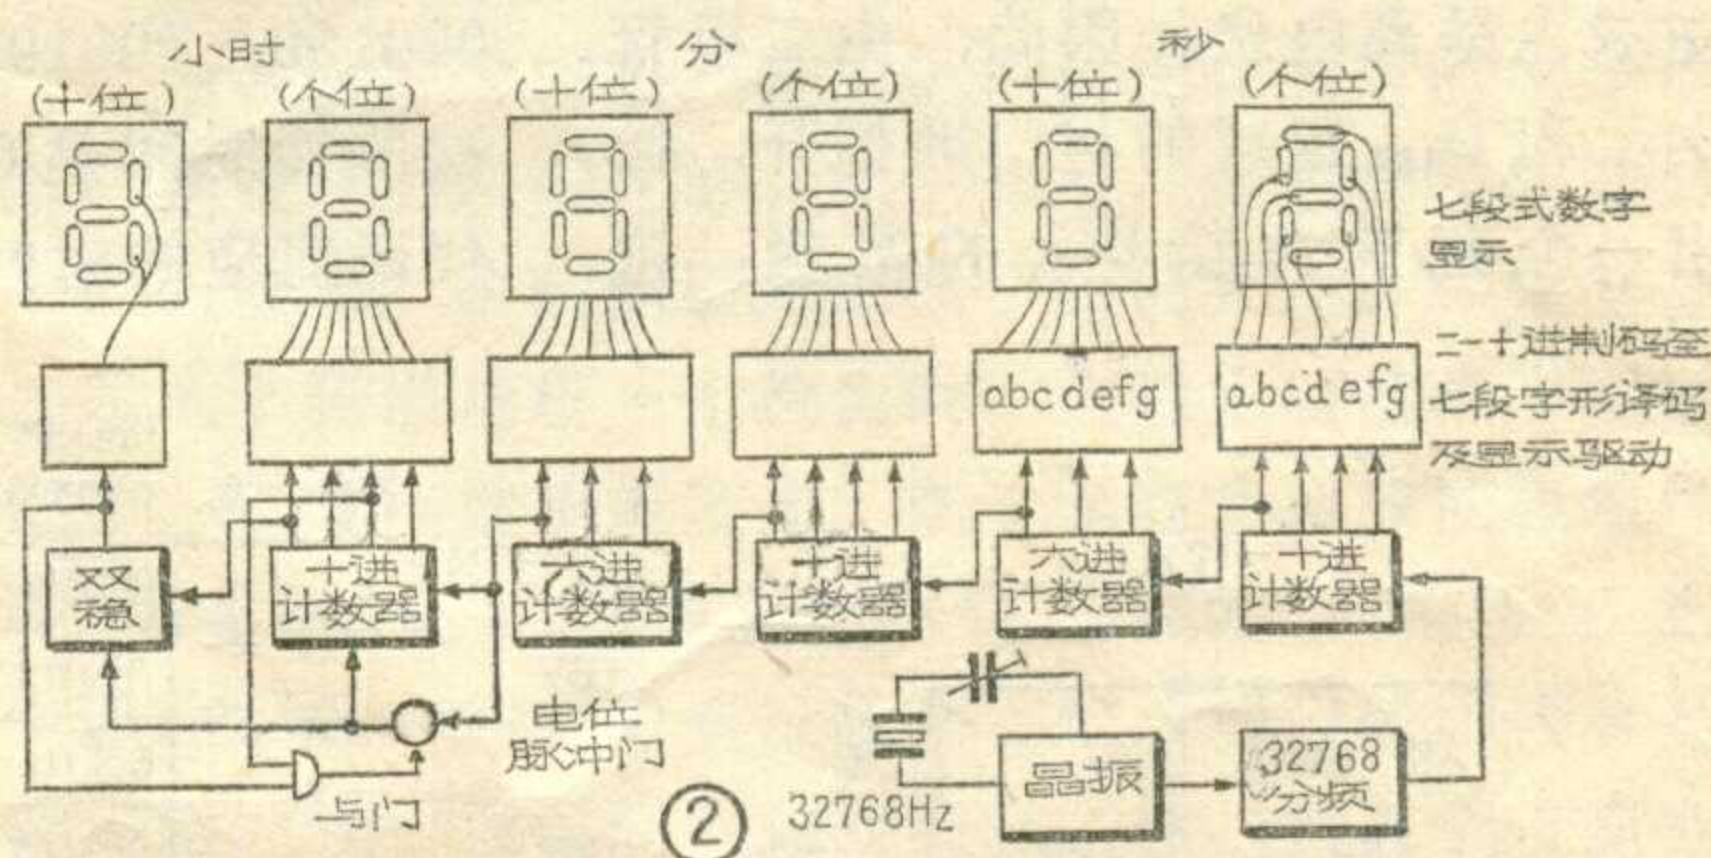 小时 分 秒
(十位) (个位) (十位) (个位) (十位) (个位)
七段式数字
显示
二-十进制码至
七段字形译码
及显示驱动
abcdefg abcdefg
双
稳
十进
计数器
六进
计数器
十进
计数器
六进
计数器
十进
计数器
电位
脉冲门
与门
② 32768Hz
晶振
32768
分频